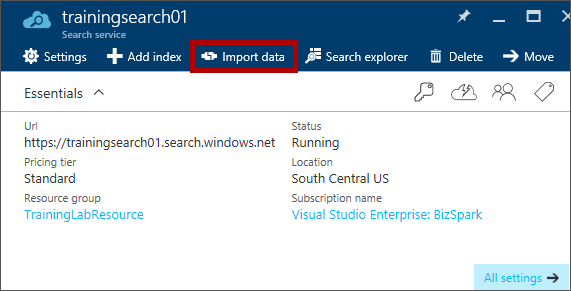 trainingsearch01
Search service
Settings
Add index
Import data
Search explorer
Delete
Move
Essentials
Url
https://trainingsearch01.search.windows.net
Status
Running
Pricing tier
Standard
Location
South Central US
Resource group
TrainingLabResource
Subscription name
Visual Studio Enterprise: BizSpark
All settings